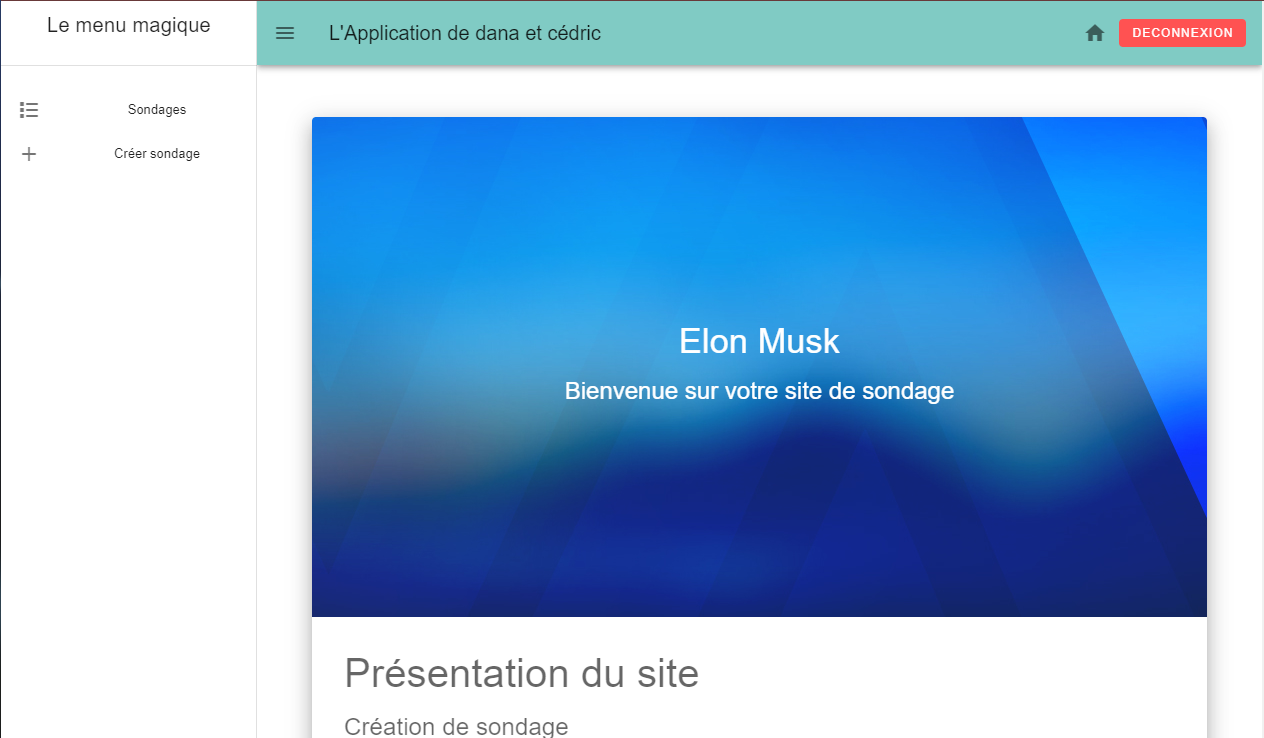 Le menu magique
L'Application de dana et cédric
DECONNEXION
Sondages
Créer sondage
Elon Musk
Bienvenue sur votre site de sondage
Présentation du site
Création de sondage